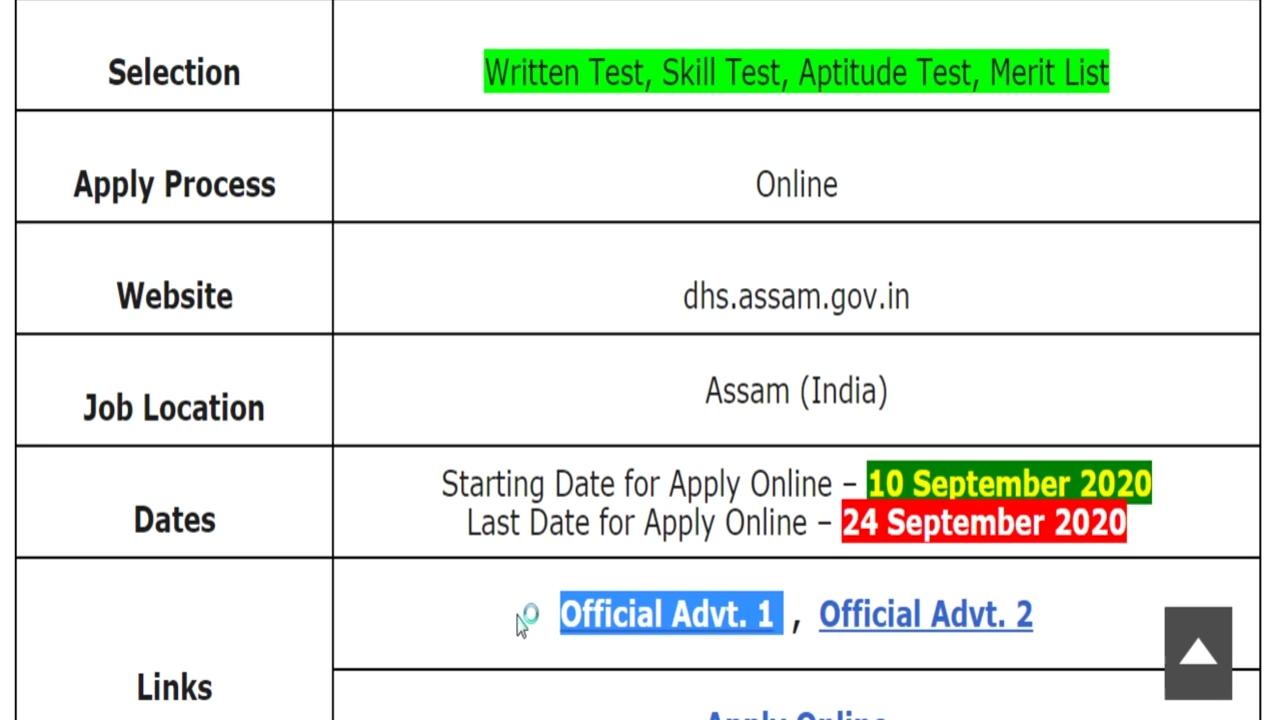 Selection
Written Test, Skill Test, Aptitude Test, Merit List
Apply Process
Online
Website
dhs.assam.gov.in
Job Location
Assam (India)
Dates
Starting Date for Apply Online – 10 September 2020
Last Date for Apply Online – 24 September 2020
Links
Official Advt. 1 , Official Advt. 2
Apply Online